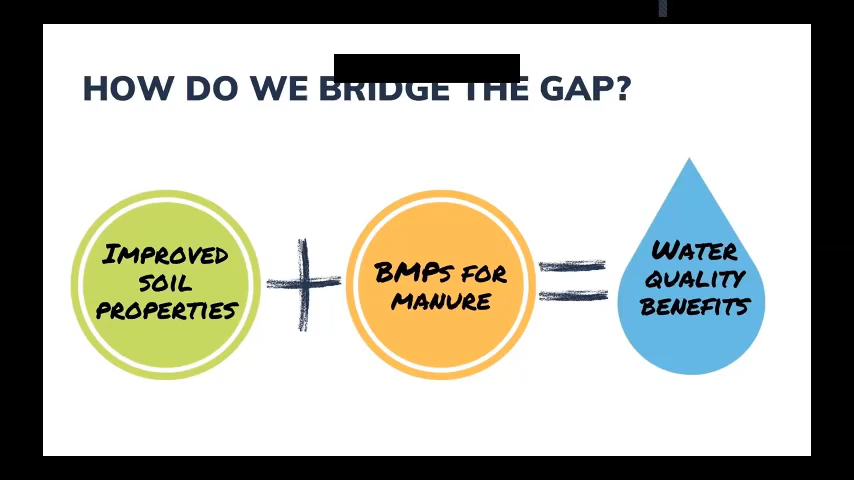 HOW DO WE BRIDGE THE GAP?
IMPROVED
SOIL
PROPERTIES
+
BMPS FOR
MANURE
=
WATER
QUALITY
BENEFITS